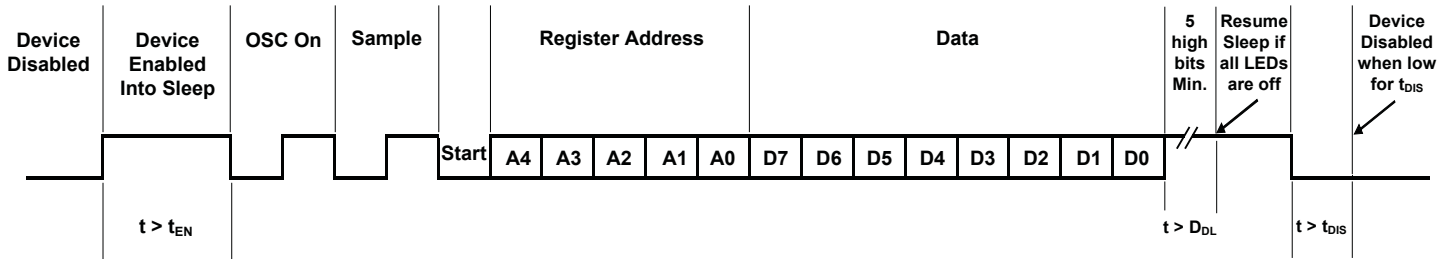 Device
Disabled
Device
Enabled
Into Sleep
OSC On
Sample
Register Address
Data
5
high
bits
Min.
Resume
Sleep if
all LEDs
are off
Device
Disabled
when low
for tDIS
Start
A4 A3 A2 A1 A0 D7 D6 D5 D4 D3 D2 D1 D0
t > tEN
t > DDL
t > tDIS